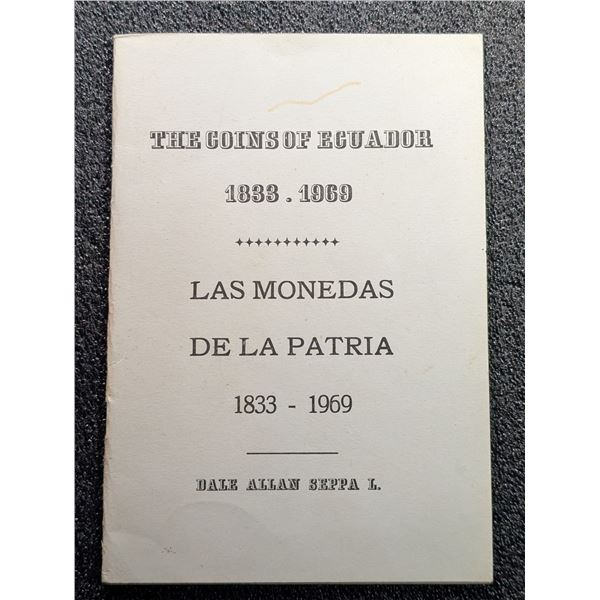 THE COINS OF ECUADOR
1833 . 1969
LAS MONEDAS
DE LA PATRIA
1833 - 1969
DALE ALLAN SEPPA L.